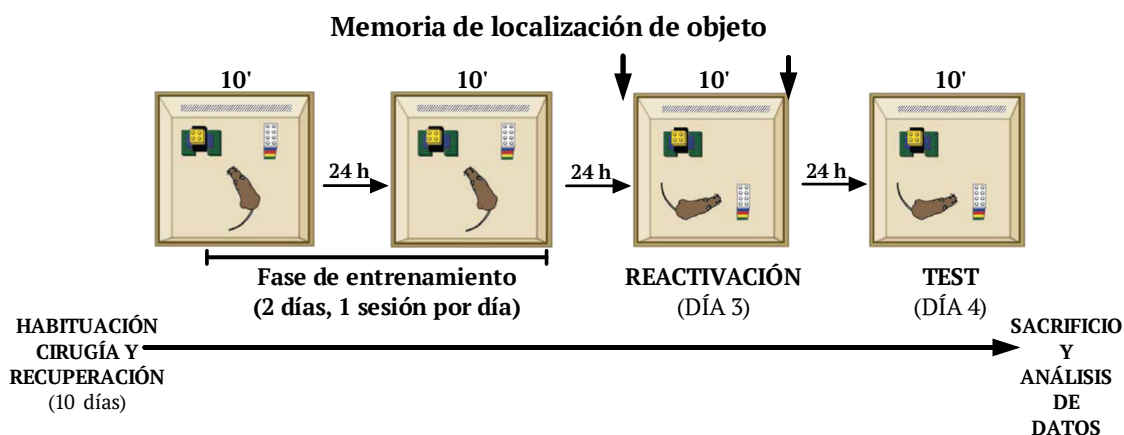 Memoria de localización de objeto
10'
10'
10'
10'
24 h
24 h
24 h
Fase de entrenamiento
(2 días, 1 sesión por día)
REACTIVACIÓN
(DÍA 3)
TEST
(DÍA 4)
HABITUACIÓN
CIRUGÍA Y
RECUPERACIÓN
(10 días)
SACRIFICIO
Y
ANÁLISIS
DE
DATOS